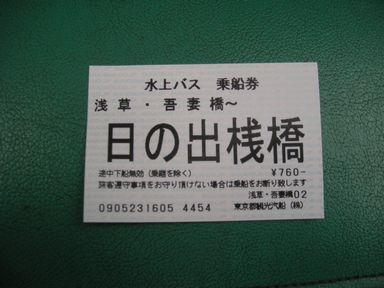 水上バス 乗船券
浅草・吾妻橋～
日の出桟橋
途中下船無効(乗継を除く) ¥760-
旅客遵守事項をお守り頂けない場合は乗船をお断り致します
浅草・吾妻橋02
0905231605 4454 東京都観光汽船(株)